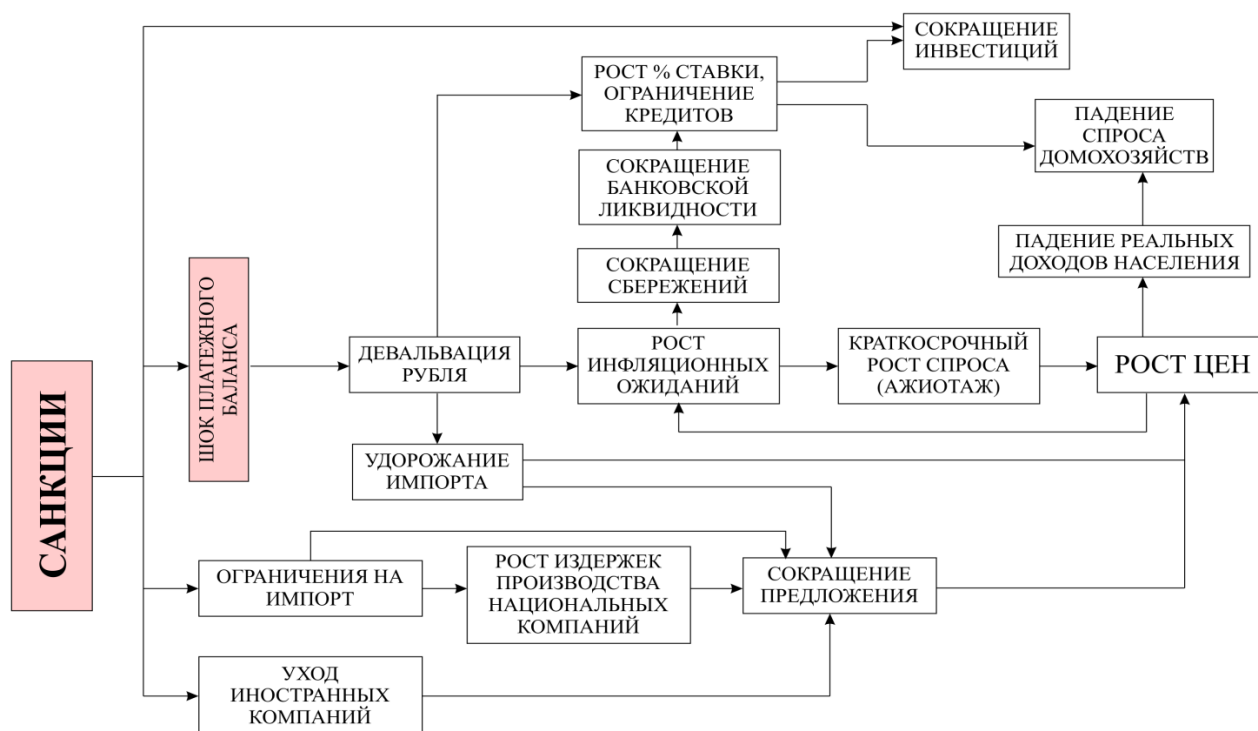 СОКРАЩЕНИЕ
ИНВЕСТИЦИЙ
РОСТ % СТАВКИ,
ОГРАНИЧЕНИЕ
КРЕДИТОВ
ПАДЕНИЕ
СПРОСА
ДОМОХОЗЯЙСТВ
СОКРАЩЕНИЕ
БАНКОВСКОЙ
ЛИКВИДНОСТИ
ПАДЕНИЕ РЕАЛЬНЫХ
ДОХОДОВ НАСЕЛЕНИЯ
СОКРАЩЕНИЕ
СБЕРЕЖЕНИЙ
САНКЦИИ
ШОК ПЛАТЕЖНОГО
БАЛАНСА
ДЕВАЛЬВАЦИЯ
РУБЛЯ
РОСТ
ИНФЛЯЦИОННЫХ
ОЖИДАНИЙ
КРАТКОСРОЧНЫЙ
РОСТ СПРОСА
(АЖИОТАЖ)
РОСТ ЦЕН
УДОРОЖАНИЕ
ИМПОРТА
ОГРАНИЧЕНИЯ НА
ИМПОРТ
РОСТ ИЗДЕРЖЕК
ПРОИЗВОДСТВА
НАЦИОНАЛЬНЫХ
КОМПАНИЙ
СОКРАЩЕНИЕ
ПРЕДЛОЖЕНИЯ
УХОД
ИНОСТРАННЫХ
КОМПАНИЙ